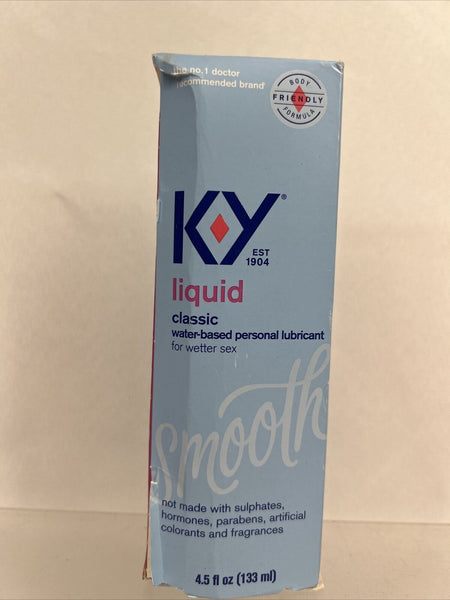 the no.1 doctor
recommended brand*
BODY
FRIENDLY
FORMULA
KY®
EST
1904
liquid
classic
water-based personal lubricant
for wetter sex
smooth
not made with sulphates,
hormones, parabens, artificial
colorants and fragrances
4.5 fl oz (133 ml)